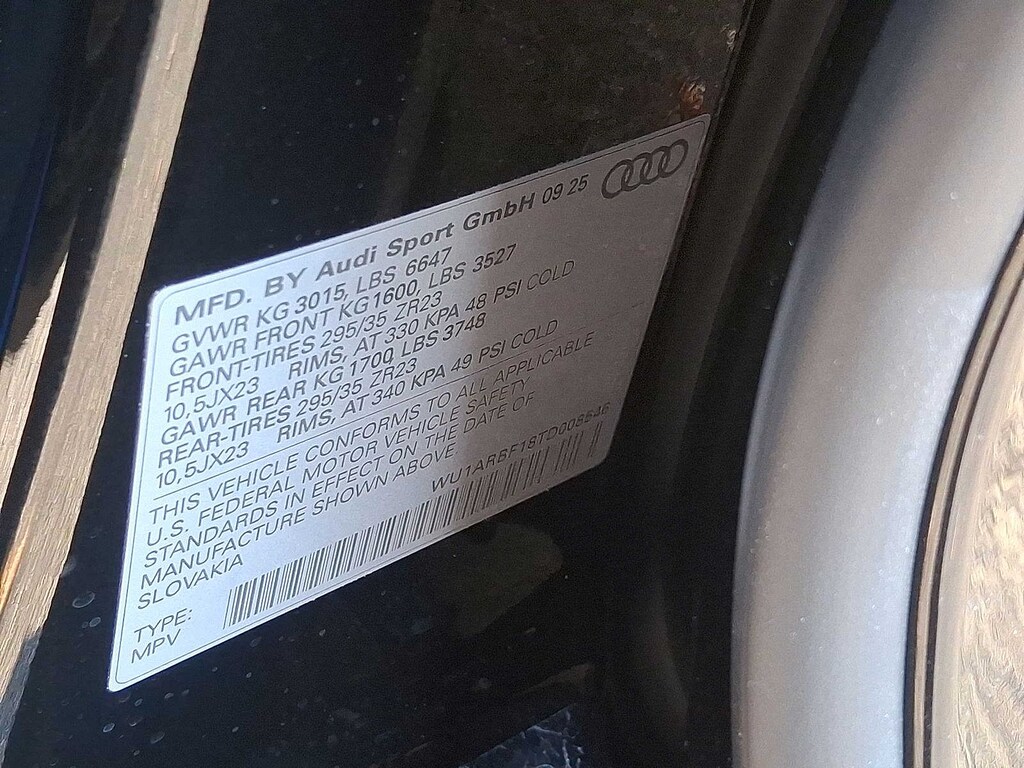 MFD. BY Audi Sport GmbH 09 25
GVWR KG 3015, LBS 6647
GAWR FRONT KG 1600, LBS 3527
FRONT-TIRES 295/35 ZR23
10,5JX23 RIMS, AT 330 KPA 48 PSI COLD
GAWR REAR KG 1700, LBS 3748
REAR-TIRES 295/35 ZR23
10,5JX23 RIMS, AT 340 KPA 49 PSI COLD
THIS VEHICLE CONFORMS TO ALL APPLICABLE
U.S. FEDERAL MOTOR VEHICLE SAFETY
STANDARDS IN EFFECT ON THE DATE OF
MANUFACTURE SHOWN ABOVE
SLOVAKIA
WU1ARBF18TD008546
TYPE:
MPV